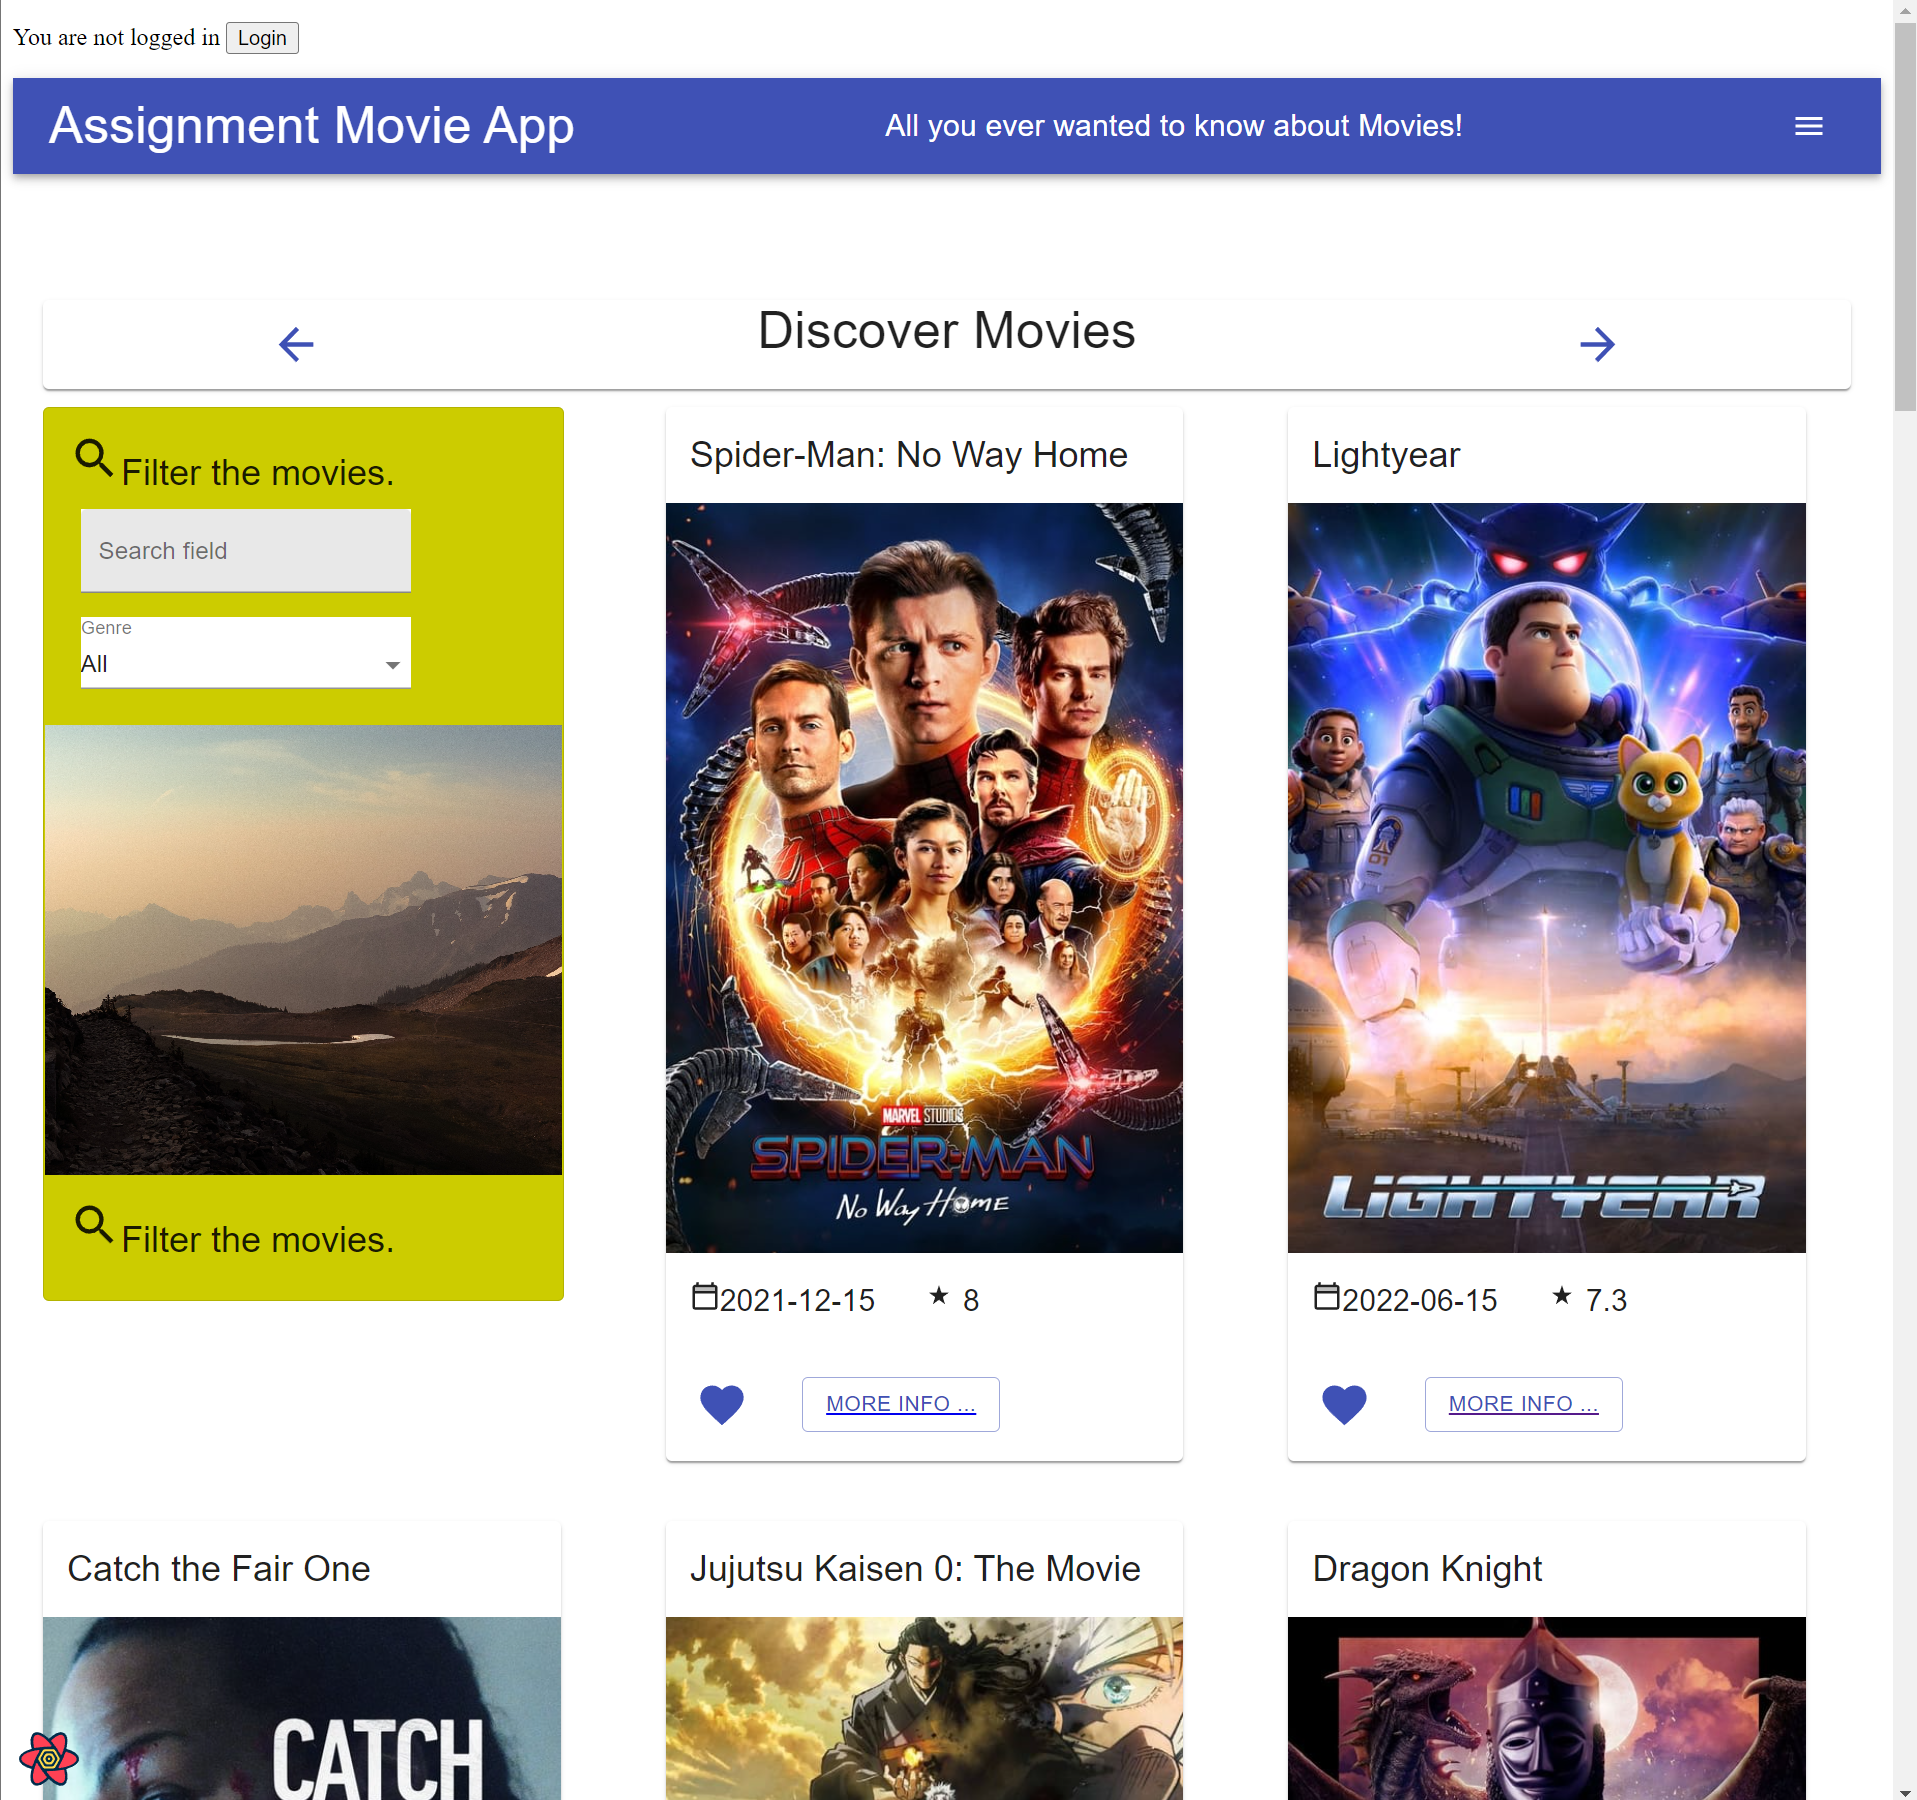 You are not logged in Login
Assignment Movie App
All you ever wanted to know about Movies!
Discover Movies
Filter the movies.
Search field
Genre
All
Filter the movies.
Spider-Man: No Way Home
MARVEL STUDIOS
SPIDER-MAN
NO WAY HOME
2021-12-15
8
MORE INFO ...
Lightyear
01
LIGHTYEAR
2022-06-15
7.3
MORE INFO ...
Catch the Fair One
CATCH
Jujutsu Kaisen 0: The Movie
Dragon Knight